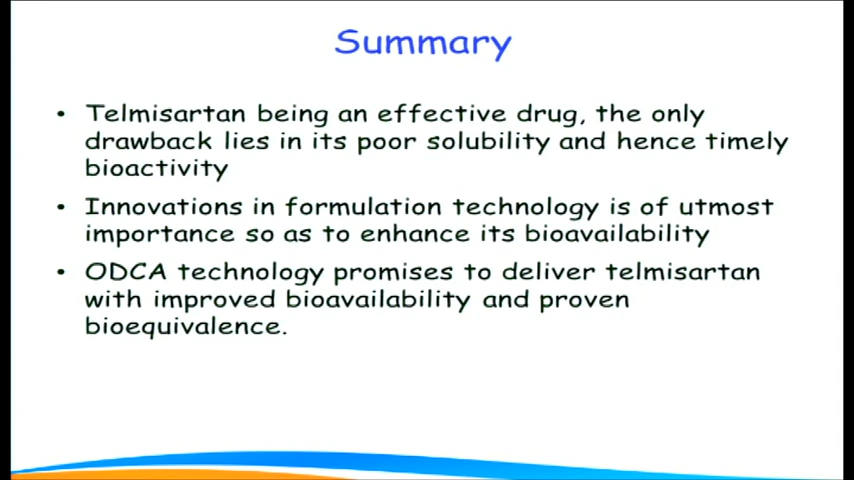 Summary
• Telmisartan being an effective drug, the only
drawback lies in its poor solubility and hence timely
bioactivity
• Innovations in formulation technology is of utmost
importance so as to enhance its bioavailability
• ODCA technology promises to deliver telmisartan
with improved bioavailability and proven
bioequivalence.